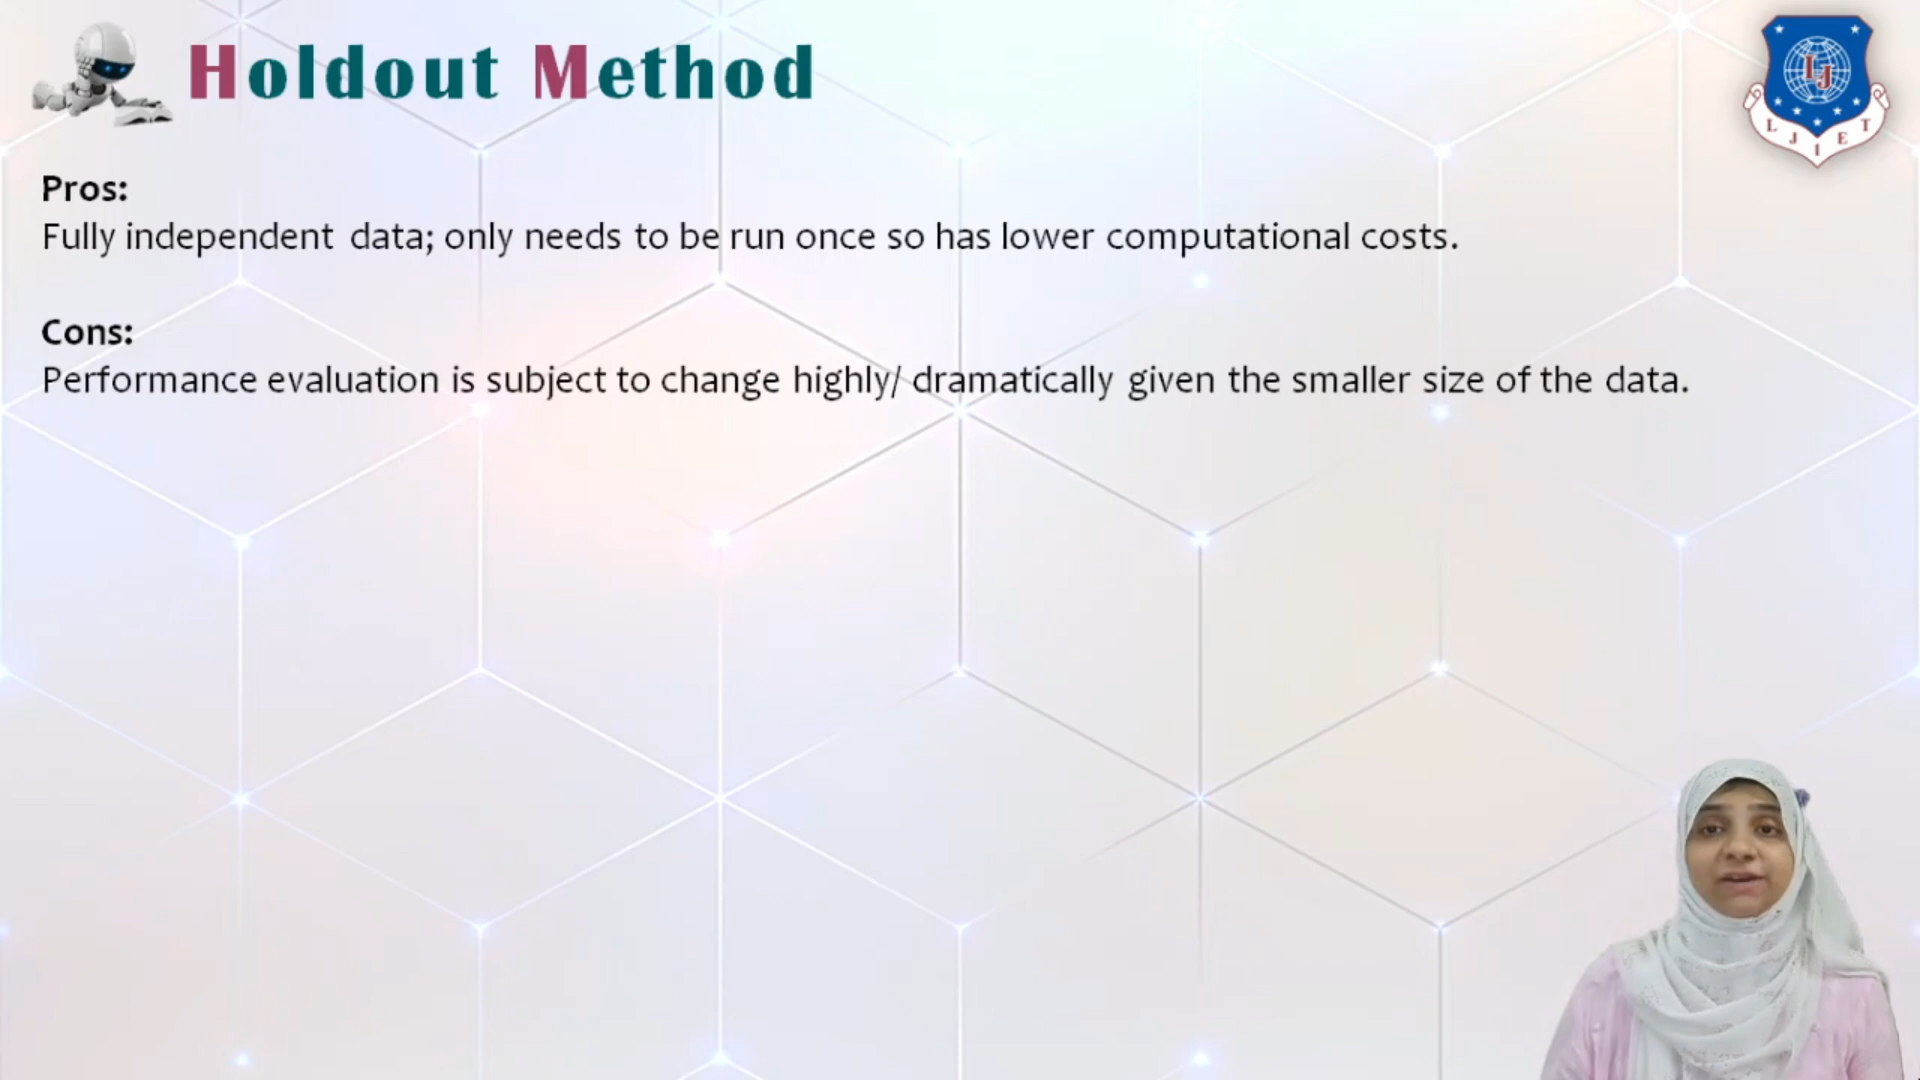 Holdout Method
Pros:
Fully independent data; only needs to be run once so has lower computational costs.
Cons:
Performance evaluation is subject to change highly/ dramatically given the smaller size of the data.
LJ
L J I E T